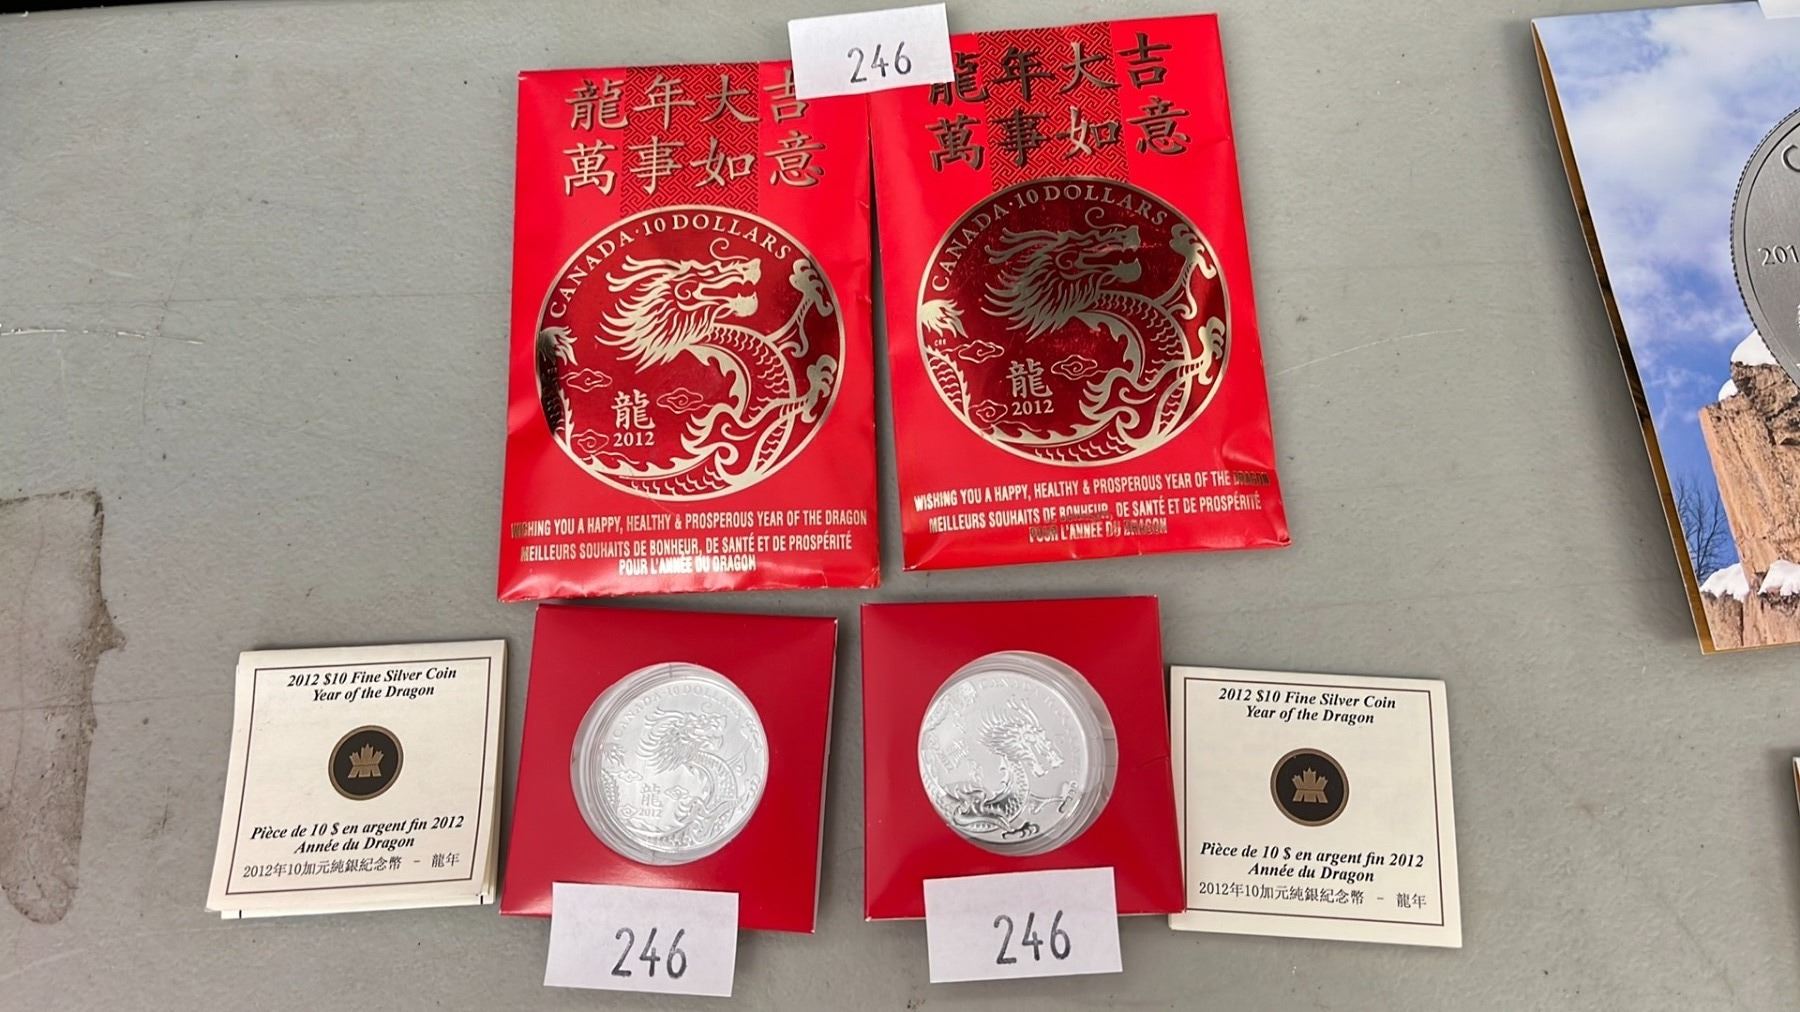 246
龍年大吉
萬事如意
CANADA·10 DOLLARS
龍
2012
WISHING YOU A HAPPY, HEALTHY & PROSPEROUS YEAR OF THE DRAGON
MEILLEURS SOUHAITS DE BONHEUR, DE SANTÉ ET DE PROSPÉRITÉ
POUR L'ANNÉE DU DRAGON
龍年大吉
萬事如意
CANADA·10 DOLLARS
龍
2012
WISHING YOU A HAPPY, HEALTHY & PROSPEROUS YEAR OF THE DRAGON
MEILLEURS SOUHAITS DE BONHEUR, DE SANTÉ ET DE PROSPÉRITÉ
POUR L'ANNÉE DU DRAGON
2012 $10 Fine Silver Coin
Year of the Dragon
Pièce de 10 $ en argent fin 2012
Année du Dragon
2012年10加元純銀紀念幣 - 龍年
CANADA·10 DOLLARS
龍
2012
246
246
2012 $10 Fine Silver Coin
Year of the Dragon
Pièce de 10 $ en argent fin 2012
Année du Dragon
2012年10加元純銀紀念幣 - 龍年